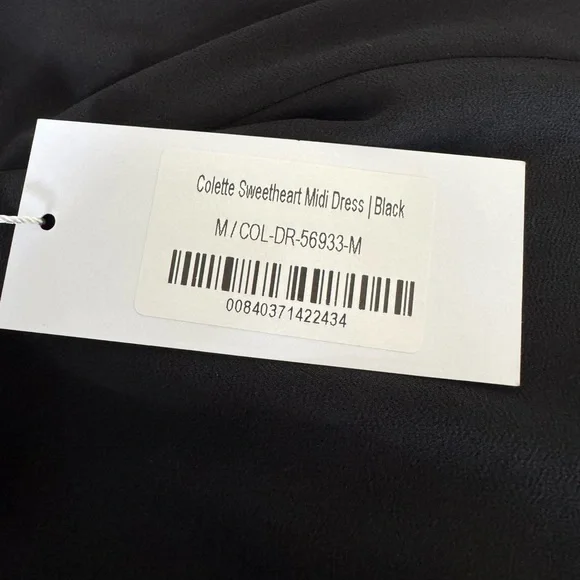 Colette Sweetheart Midi Dress | Black
M / COL-DR-56933-M
00840371422434